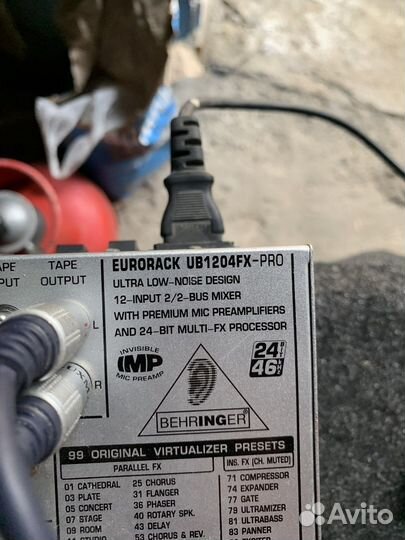 TAPE
OUTPUT
L
R
EURORACK UB1204FX-PRO
ULTRA LOW-NOISE DESIGN
12-INPUT 2/2-BUS MIXER
WITH PREMIUM MIC PREAMPLIFIERS
AND 24-BIT MULTI-FX PROCESSOR
INVISIBLE
IMP
MIC PREAMP
24 BIT
46
BEHRINGER
99 ORIGINAL VIRTUALIZER PRESETS
PARALLEL FX
INS. FX (CH. MUTED)
01 CATHEDRAL 25 CHORUS 71 COMPRESSOR
03 PLATE 31 FLANGER 74 EXPANDER
05 CONCERT 36 PHASER 77 GATE
07 STAGE 40 ROTARY SPK. 79 ULTRAMIZER
09 ROOM 43 DELAY 81 ULTRABASS
STUDIO 53 CHORUS & REV. 83 PANNER
Avito